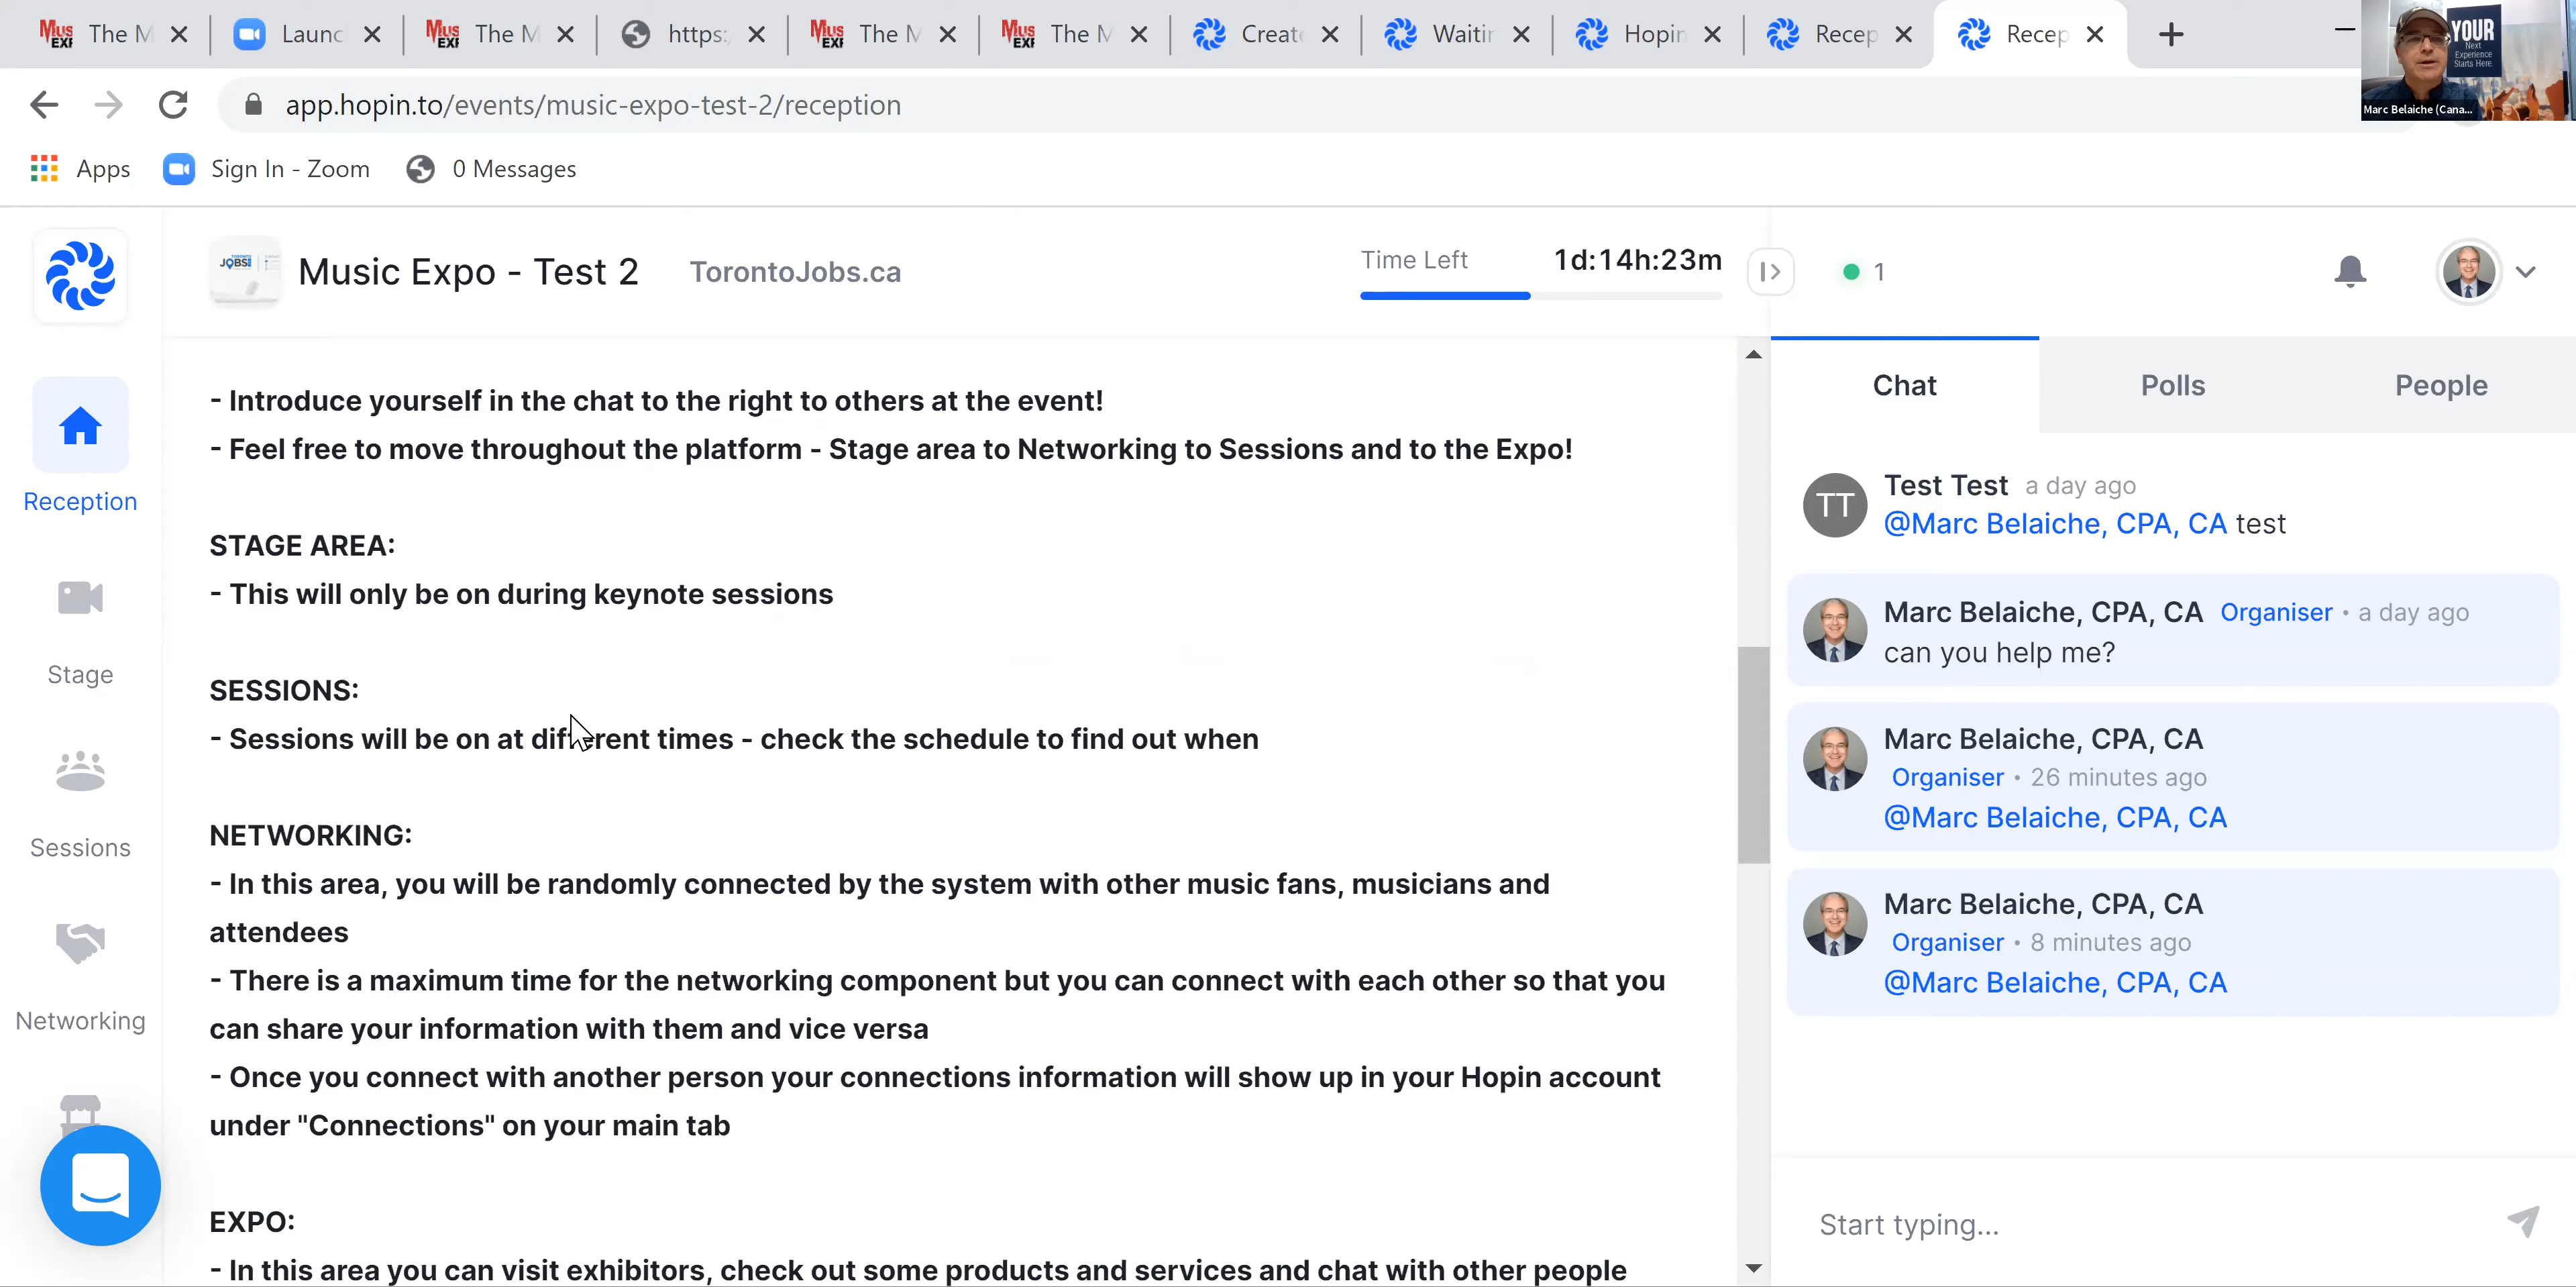 The M
Launc
The M
https:
The M
The M
Create
Waitin
Hopin
Recep
Recep
YOUR
Next
Experience
Starts Here
Marc Belaiche (Cana...
app.hopin.to/events/music-expo-test-2/reception
Apps
Sign In - Zoom
0 Messages
JOBS
Music Expo - Test 2
TorontoJobs.ca
Time Left
1d:14h:23m
1
Reception
Stage
Sessions
Networking
- Introduce yourself in the chat to the right to others at the event!
- Feel free to move throughout the platform - Stage area to Networking to Sessions and to the Expo!
STAGE AREA:
- This will only be on during keynote sessions
SESSIONS:
- Sessions will be on at different times - check the schedule to find out when
NETWORKING:
- In this area, you will be randomly connected by the system with other music fans, musicians and
attendees
- There is a maximum time for the networking component but you can connect with each other so that you
can share your information with them and vice versa
- Once you connect with another person your connections information will show up in your Hopin account
under "Connections" on your main tab
EXPO:
- In this area you can visit exhibitors, check out some products and services and chat with other people
Chat
Polls
People
TT
Test Test a day ago
@Marc Belaiche, CPA, CA test
Marc Belaiche, CPA, CA Organiser • a day ago
can you help me?
Marc Belaiche, CPA, CA
Organiser • 26 minutes ago
@Marc Belaiche, CPA, CA
Marc Belaiche, CPA, CA
Organiser • 8 minutes ago
@Marc Belaiche, CPA, CA
Start typing...